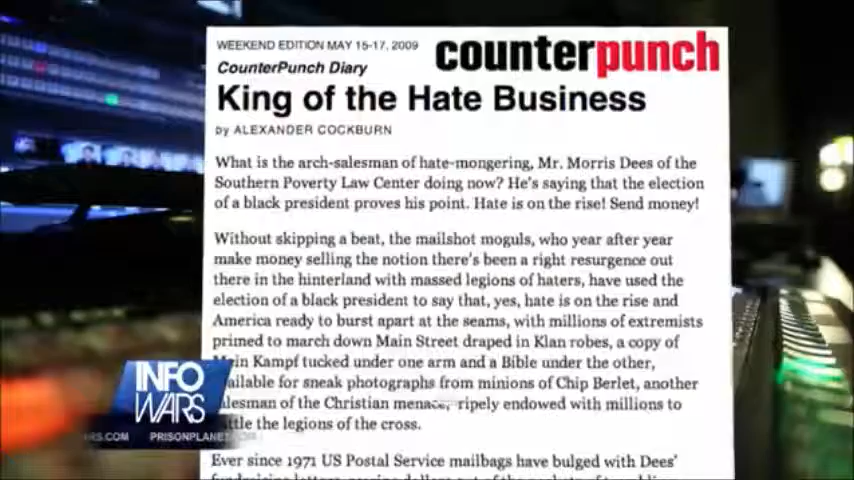 WEEKEND EDITION MAY 15-17, 2009
counterpunch
CounterPunch Diary
King of the Hate Business
by ALEXANDER COCKBURN
What is the arch-salesman of hate-mongering, Mr. Morris Dees of the
Southern Poverty Law Center doing now? He's saying that the election
of a black president proves his point. Hate is on the rise! Send money!
Without skipping a beat, the mailshot moguls, who year after year
make money selling the notion there's been a right resurgence out
there in the hinterland with massed legions of haters, have used the
election of a black president to say that, yes, hate is on the rise and
America ready to burst apart at the seams, with millions of extremists
primed to march down Main Street draped in Klan robes, a copy of
Kampf tucked under one arm and a Bible under the other,
for sneak photographs from minions of Chip Berlet, another
of the Christian menace, ripely endowed with millions to
the legions of the cross.
Ever since 1971 US Postal Service mailbags have bulged with Dees'
INFO
WARS
PRISONPLANET